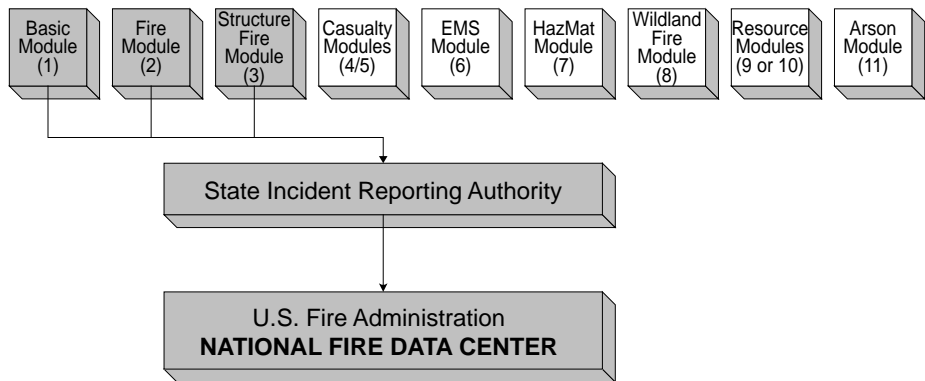 Basic
Module
(1)
Fire
Module
(2)
Structure
Fire
Module
(3)
Casualty
Modules
(4/5)
EMS
Module
(6)
HazMat
Module
(7)
Wildland
Fire
Module
(8)
Resource
Modules
(9 or 10)
Arson
Module
(11)
State Incident Reporting Authority
U.S. Fire Administration
NATIONAL FIRE DATA CENTER